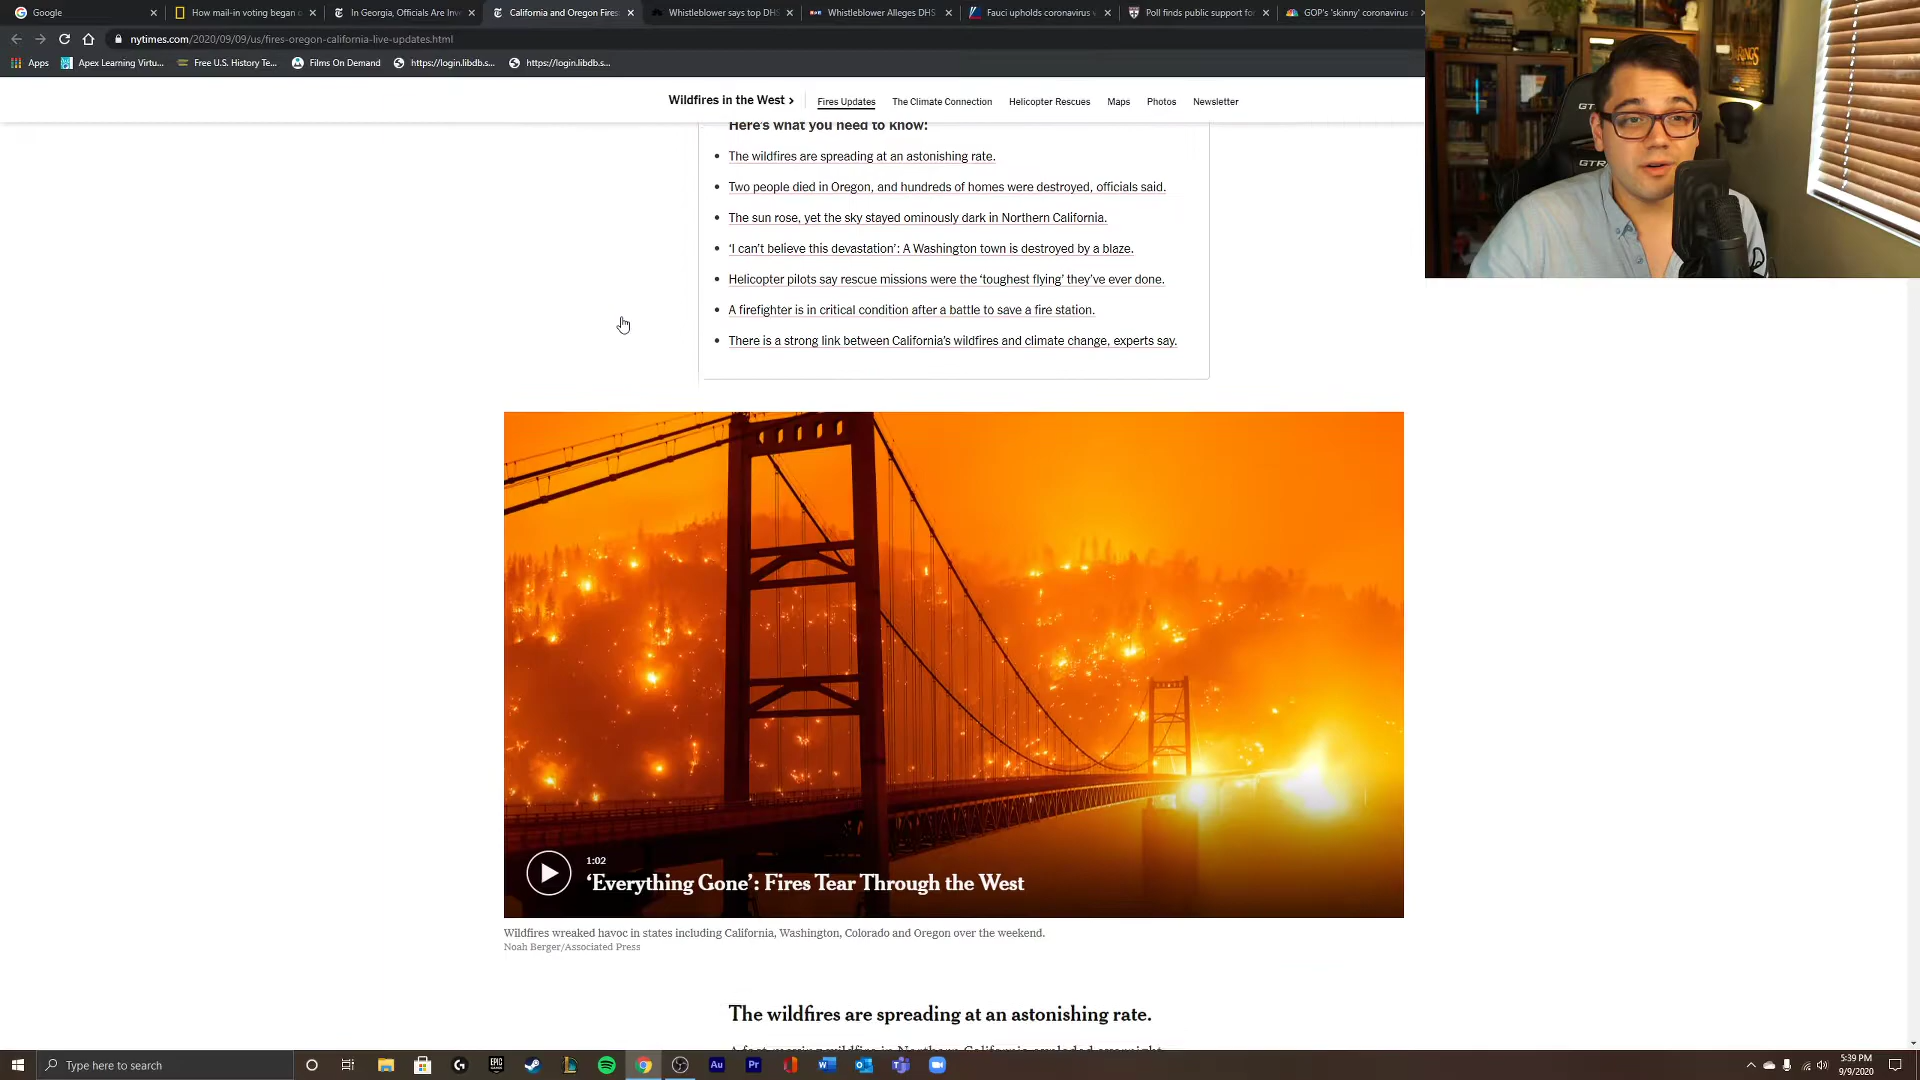 Google
How mail-in voting began o
In Georgia, Officials Are Inve
California and Oregon Fires
Whistleblower says top DHS
Whistleblower Alleges DHS
Fauci upholds coronavirus v
Poll finds public support for
GOP's 'skinny' coronavirus
nytimes.com/2020/09/09/us/fires-oregon-california-live-updates.html
Apps
Apex Learning Virtu...
Free U.S. History Te...
Films On Demand
https://login.libdb.s...
https://login.libdb.s...
Wildfires in the West
Fires Updates
The Climate Connection
Helicopter Rescues
Maps
Photos
Newsletter
Here's what you need to know:
The wildfires are spreading at an astonishing rate.
Two people died in Oregon, and hundreds of homes were destroyed, officials said.
The sun rose, yet the sky stayed ominously dark in Northern California.
‘I can’t believe this devastation’: A Washington town is destroyed by a blaze.
Helicopter pilots say rescue missions were the ‘toughest flying’ they’ve ever done.
A firefighter is in critical condition after a battle to save a fire station.
There is a strong link between California’s wildfires and climate change, experts say.
1:02
‘Everything Gone’: Fires Tear Through the West
Wildfires wreaked havoc in states including California, Washington, Colorado and Oregon over the weekend.
Noah Berger/Associated Press
The wildfires are spreading at an astonishing rate.
A fast-moving wildfire in Northern California exploded overnight
Type here to search
5:39 PM
9/9/2020